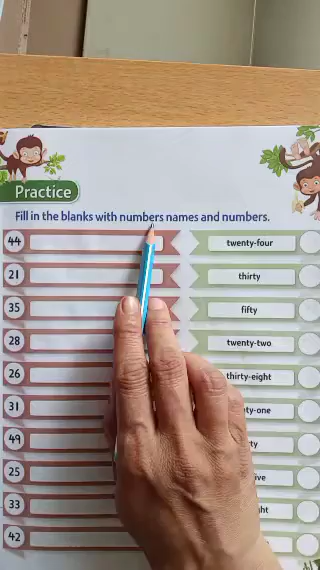 Practice
Fill in the blanks with numbers names and numbers.
44 twenty-four
21 thirty
35 fifty
28 twenty-two
26 thirty-eight
31
49
25
33
42